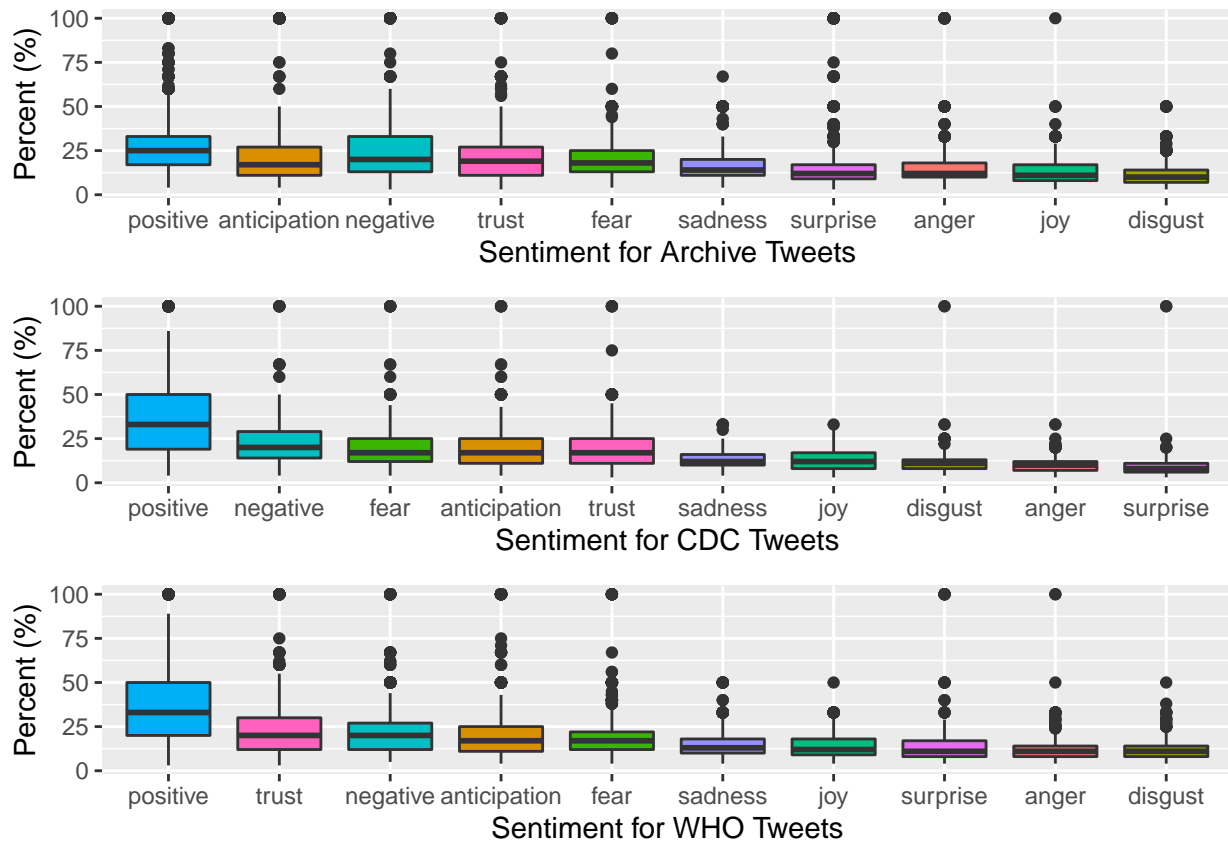 Percent (%)
100
75
50
25
0
positive anticipation negative trust fear sadness surprise anger joy disgust
Sentiment for Archive Tweets
Percent (%)
100
75
50
25
0
positive negative fear anticipation trust sadness joy disgust anger surprise
Sentiment for CDC Tweets
Percent (%)
100
75
50
25
0
positive trust negative anticipation fear sadness joy surprise anger disgust
Sentiment for WHO Tweets